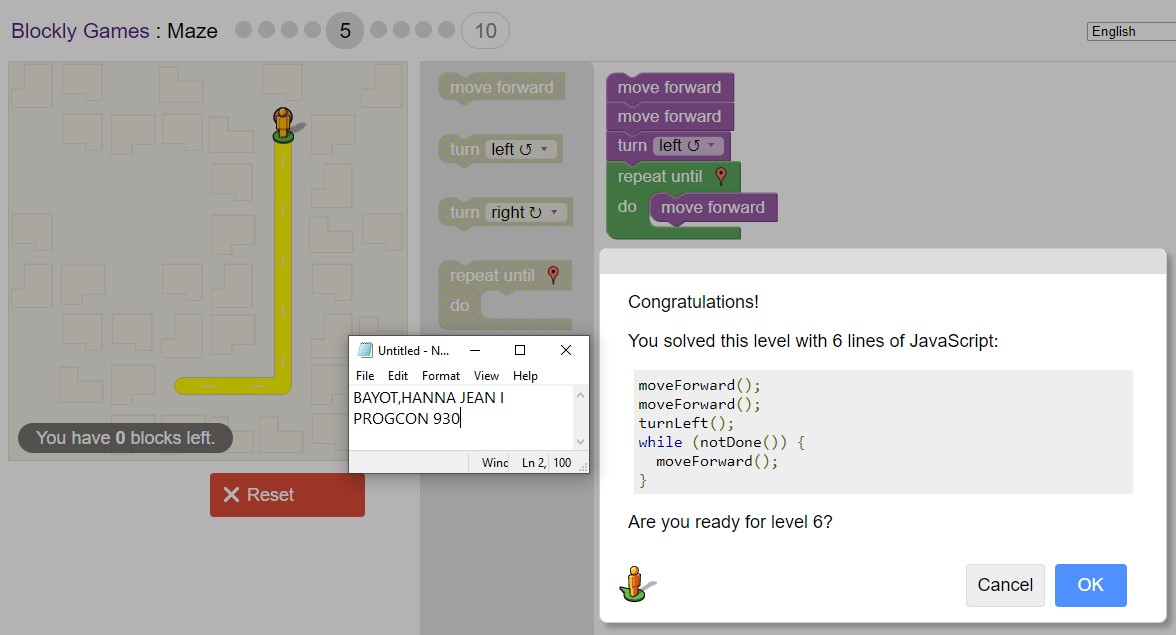 Blockly Games : Maze 5 10
English
move forward
turn left ↺
turn right ↻
repeat until
do
You have 0 blocks left.
Reset
move forward
move forward
turn left ↺
repeat until
do move forward
Untitled - N...
File Edit Format View Help
BAYOT,HANNA JEAN I
PROGCON 930
Wind Ln 2, 100
Congratulations!
You solved this level with 6 lines of JavaScript:
moveForward();
moveForward();
turnLeft();
while (notDone()) {
  moveForward();
}
Are you ready for level 6?
Cancel OK